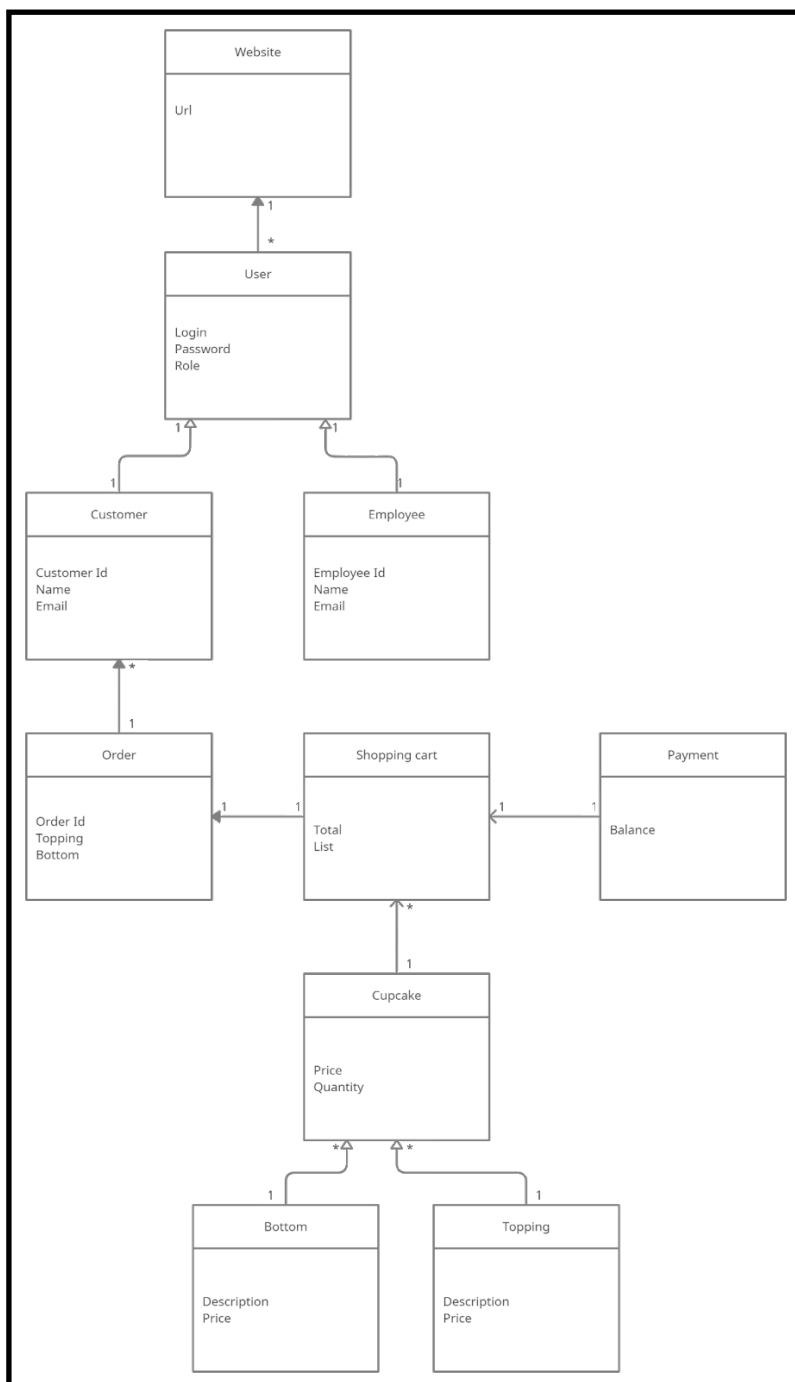 Website
Url
1
*
User
Login
Password
Role
1
1
1
1
Customer
Employee
Customer Id
Name
Email
Employee Id
Name
Email
*
1
Order
Shopping cart
Payment
Order Id
Topping
Bottom
1
1
Total
List
1
1
Balance
*
1
Cupcake
Price
Quantity
*
*
1
1
Bottom
Topping
Description
Price
Description
Price